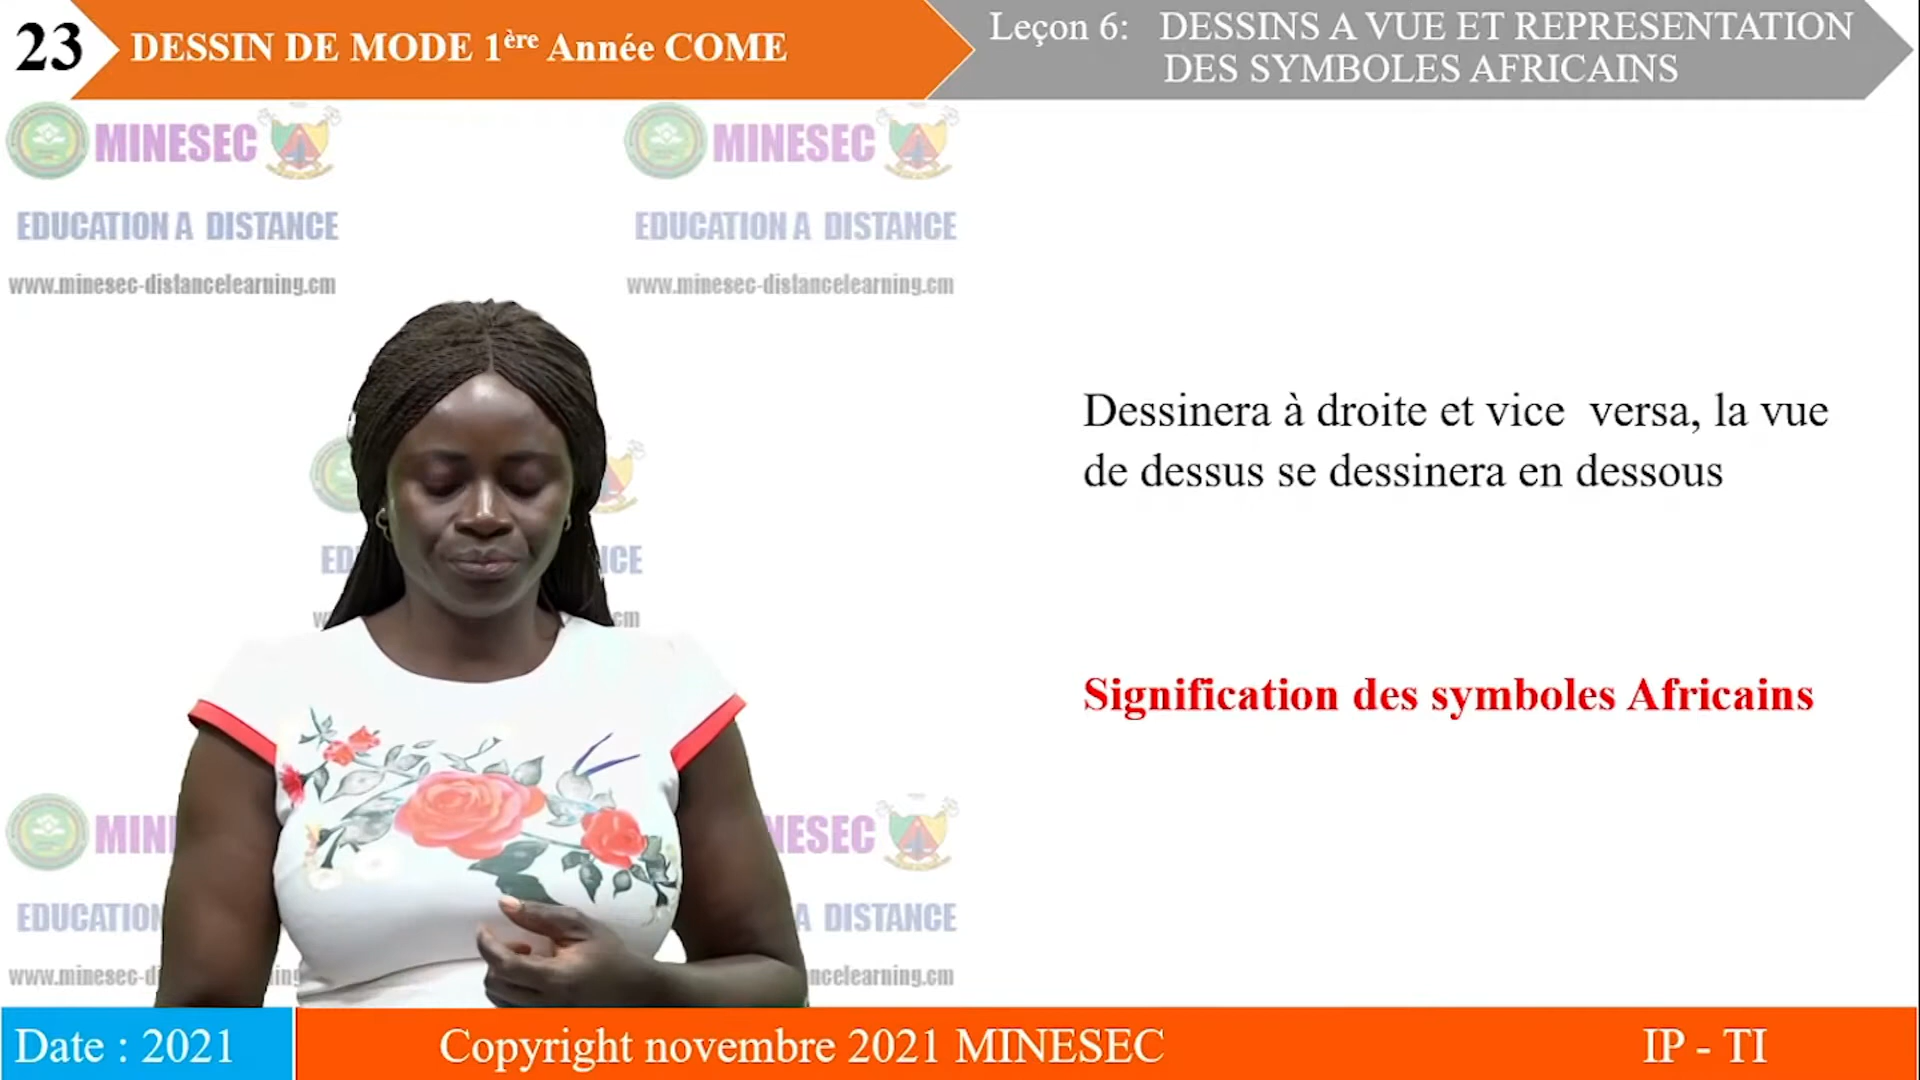 23
DESSIN DE MODE 1ère Année COME
Leçon 6: DESSINS A VUE ET REPRESENTATION
DES SYMBOLES AFRICAINS
MINESEC
EDUCATION A DISTANCE
www.minesec-distancelearning.cm
MINESEC
EDUCATION A DISTANCE
www.minesec-distancelearning.cm
Dessinera à droite et vice versa, la vue
de dessus se dessinera en dessous
Signification des symboles Africains
A DISTANCE
Date : 2021
Copyright novembre 2021 MINESEC
IP - TI